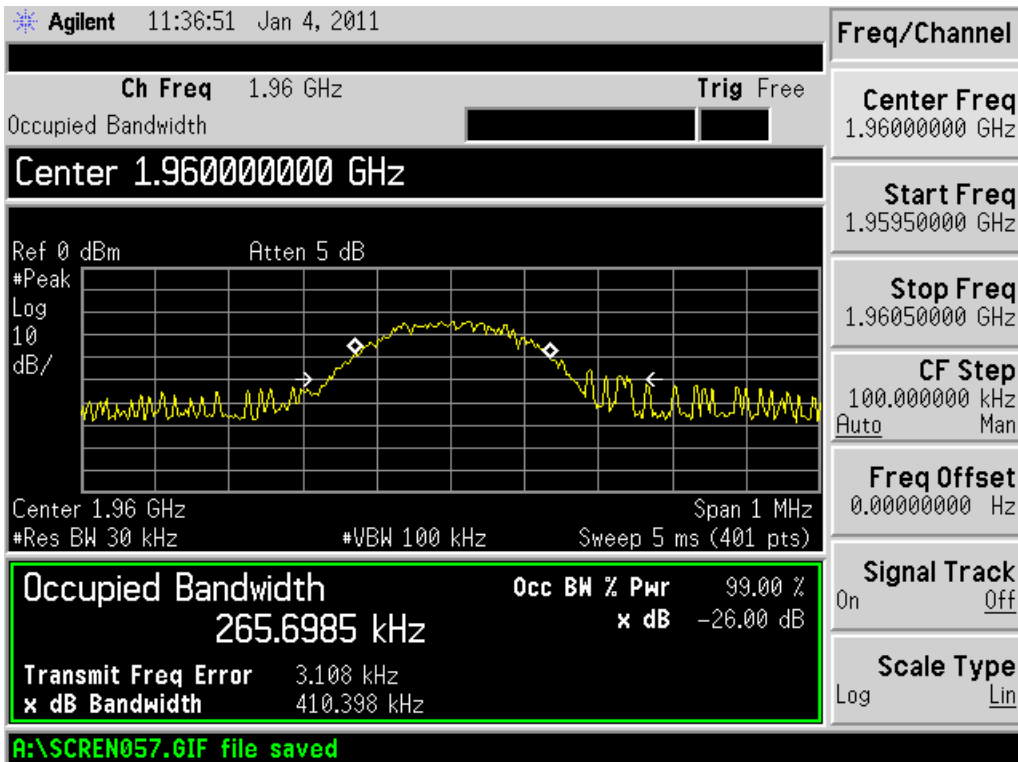 Agilent 11:36:51 Jan 4, 2011
Freq/Channel
Ch Freq 1.96 GHz Trig Free
Occupied Bandwidth
Center Freq
1.96000000 GHz
Center 1.960000000 GHz
Start Freq
1.95950000 GHz
Ref 0 dBm Atten 5 dB
#Peak
Log
10
dB/
Stop Freq
1.96050000 GHz
CF Step
100.000000 kHz
Auto Man
Center 1.96 GHz Span 1 MHz
#Res BW 30 kHz #VBW 100 kHz Sweep 5 ms (401 pts)
Freq Offset
0.00000000 Hz
Occupied Bandwidth Occ BW % Pwr 99.00 %
265.6985 kHz x dB -26.00 dB
Transmit Freq Error 3.108 kHz
x dB Bandwidth 410.398 kHz
Signal Track
On Off
Scale Type
Log Lin
A:\SCREN057.GIF file saved